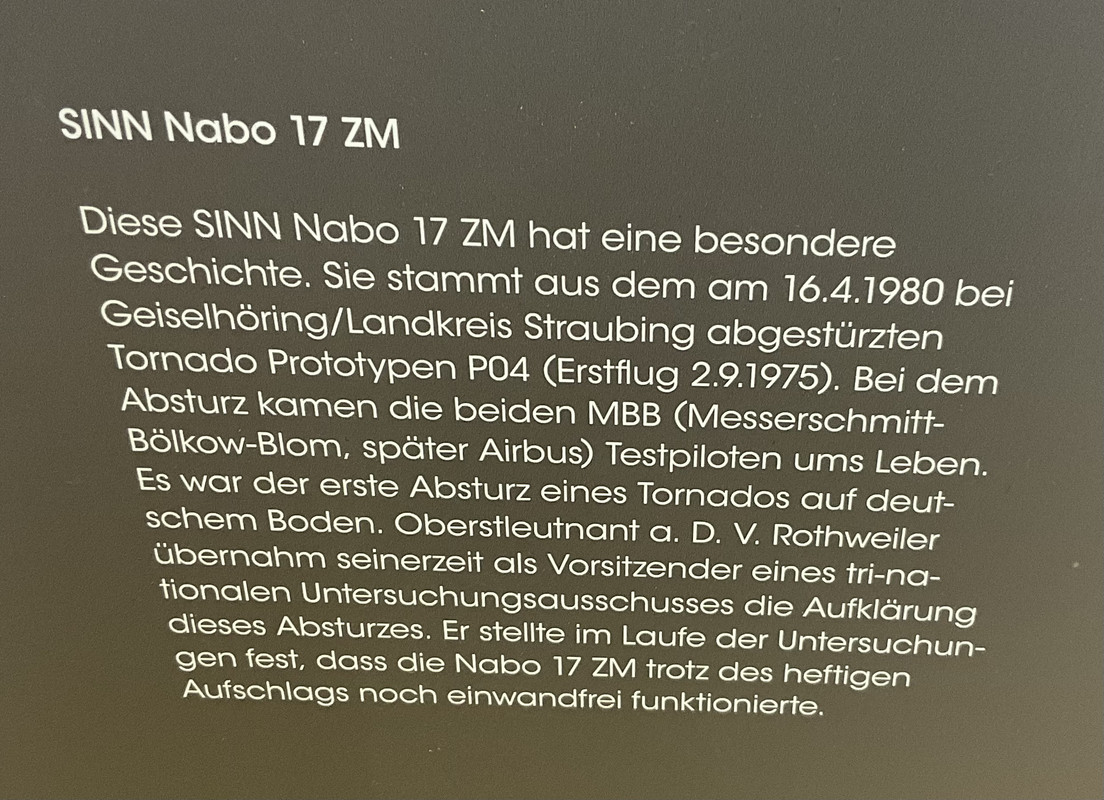 SINN Nabo 17 ZM
Diese SINN Nabo 17 ZM hat eine besondere
Geschichte. Sie stammt aus dem am 16.4.1980 bei
Geiselhöring/Landkreis Straubing abgestürzten
Tornado Prototypen P04 (Erstflug 2.9.1975). Bei dem
Absturz kamen die beiden MBB (Messerschmitt-
Bölkow-Blom, später Airbus) Testpiloten ums Leben.
Es war der erste Absturz eines Tornados auf deut-
schem Boden. Oberstleutnant a. D. V. Rothweiler
übernahm seinerzeit als Vorsitzender eines tri-na-
tionalen Untersuchungsausschusses die Aufklärung
dieses Absturzes. Er stellte im Laufe der Untersuchun-
gen fest, dass die Nabo 17 ZM trotz des heftigen
Aufschlags noch einwandfrei funktionierte.